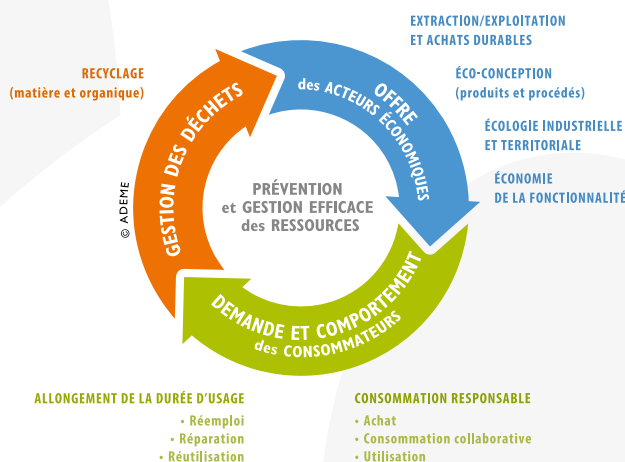 EXTRACTION/EXPLOITATION
ET ACHATS DURABLES
RECYCLAGE
(matière et organique)
ÉCO-CONCEPTION
(produits et procédés)
ÉCOLOGIE INDUSTRIELLE
ET TERRITORIALE
ÉCONOMIE
DE LA FONCTIONNALITÉ
OFFRE
des ACTEURS ÉCONOMIQUES
GESTION DES DÉCHETS
PRÉVENTION
et GESTION EFFICACE
des RESSOURCES
© ADEME
DEMANDE ET COMPORTEMENT
des CONSOMMATEURS
ALLONGEMENT DE LA DURÉE D'USAGE
• Réemploi
• Réparation
• Réutilisation
CONSOMMATION RESPONSABLE
• Achat
• Consommation collaborative
• Utilisation